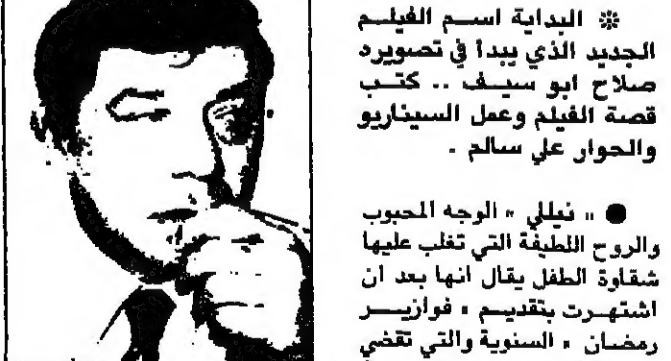 ❊ البداية اسم الفيلم
الجديد الذي يبدأ في تصويره
صلاح ابو سيف .. كتب
قصة الفيلم وعمل السيناريو
والحوار علي سالم .
● « نيللي » الوجه المحبوب
والروح اللطيفة التي تغلب عليها
شقاوة الطفل يقال انها بعد ان
اشتهرت بتقديم « فوازير
رمضان » السنوية والتي تقضي